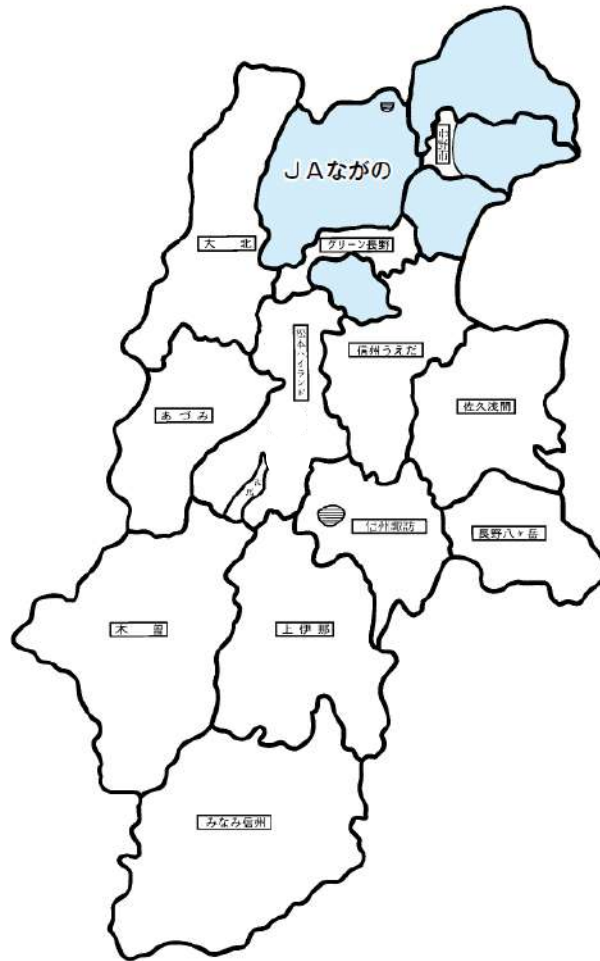 中野市
JAながの
大北
グリーン長野
松本ハイランド
信州うえだ
佐久浅間
あづみ
信州諏訪
長野八ヶ岳
木曽
上伊那
みなみ信州